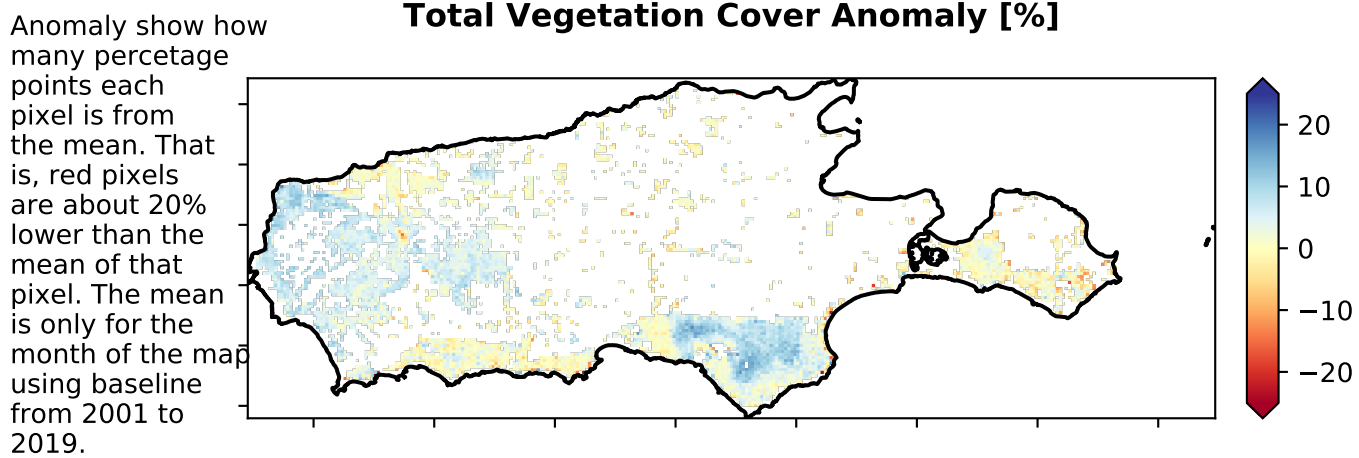 Total Vegetation Cover Anomaly [%]
Anomaly show how
many percetage
points each
pixel is from
the mean. That
is, red pixels
are about 20%
lower than the
mean of that
pixel. The mean
is only for the
month of the map
using baseline
from 2001 to
2019.
20
10
0
−10
−20